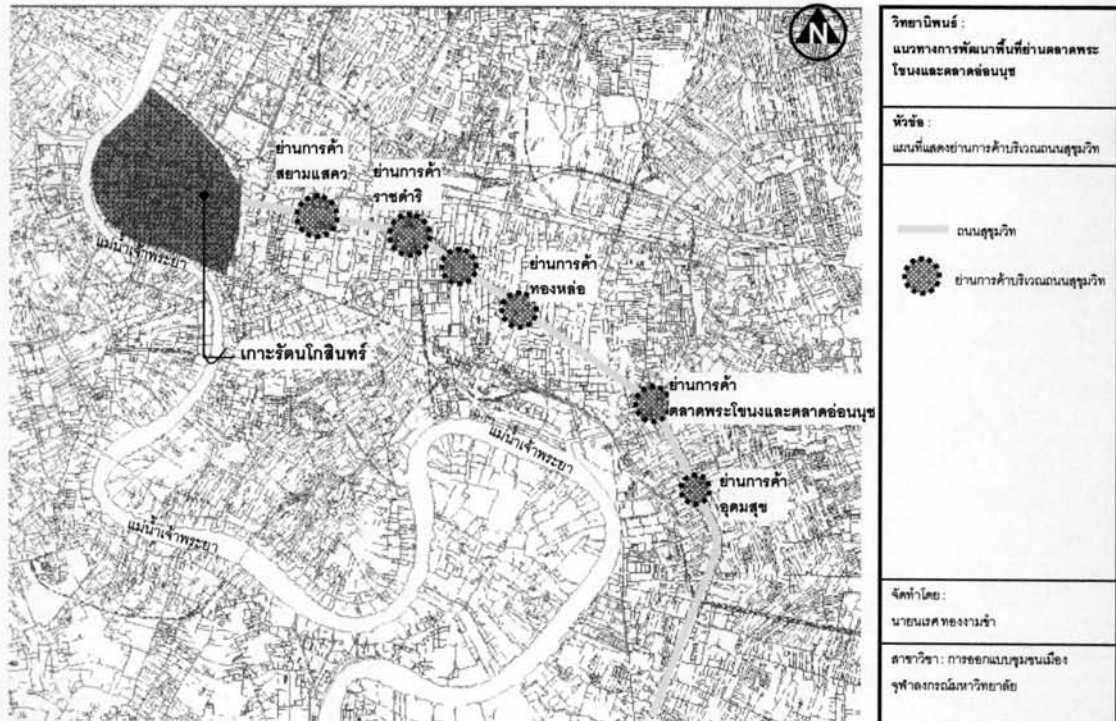 N
ย่านการค้า
สยามแสคว
ย่านการค้า
ราชดำริ
ย่านการค้า
ทองหล่อ
แม่น้ำเจ้าพระยา
เกาะรัตนโกสินทร์
ย่านการค้า
ตลาดพระโขนงและตลาดอ่อนนุช
แม่น้ำเจ้าพระยา
ย่านการค้า
อุดมสุข
แม่น้ำเจ้าพระยา
วิทยานิพนธ์ :
แนวทางการพัฒนาพื้นที่ย่านตลาดพระ
โขนงและตลาดอ่อนนุช
หัวข้อ :
แผนที่แสดงย่านการค้าบริเวณถนนสุขุมวิท
ถนนสุขุมวิท
ย่านการค้าบริเวณถนนสุขุมวิท
จัดทำโดย :
นายนเรศ ทองงามขำ
สาขาวิชา : การออกแบบชุมชนเมือง
จุฬาลงกรณ์มหาวิทยาลัย